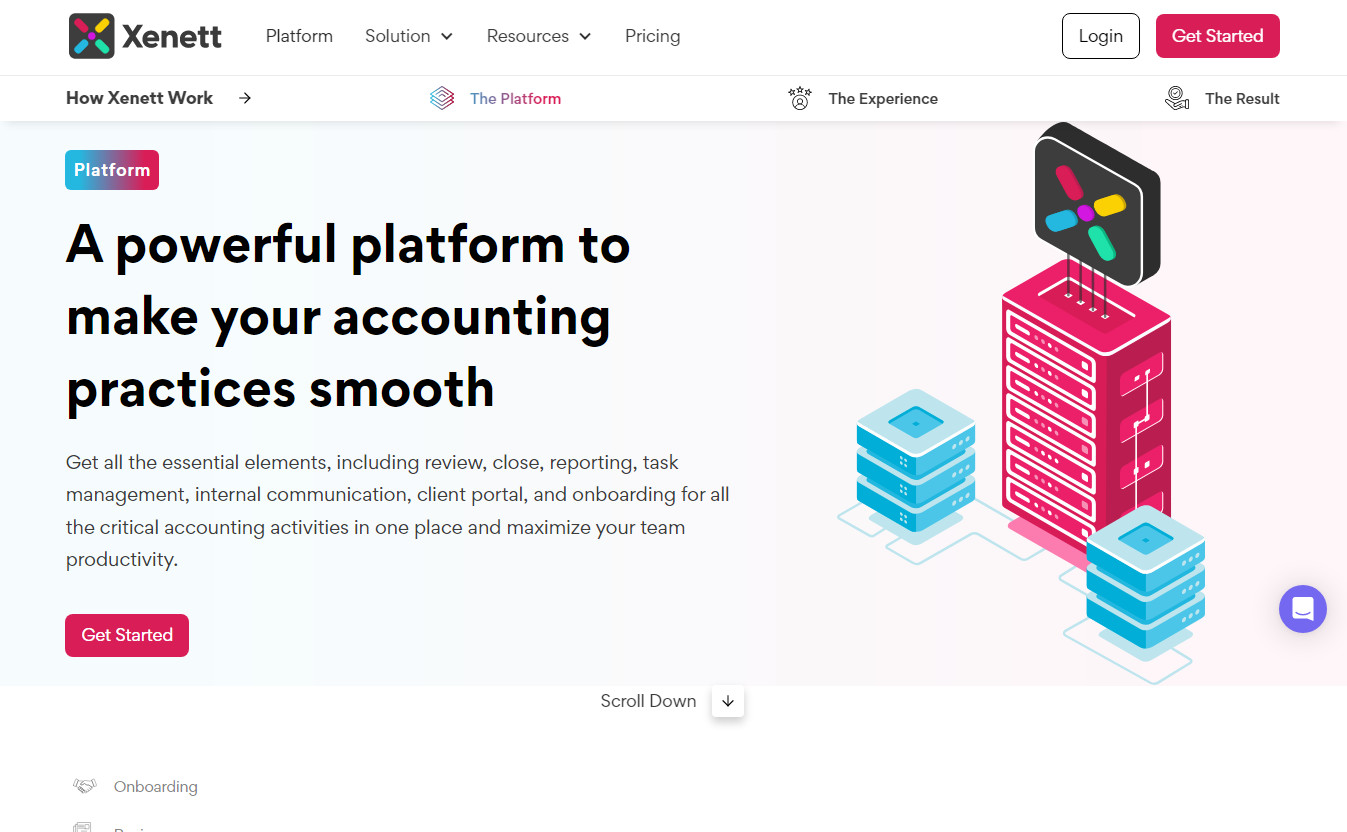 Xenett
Platform
Solution
Resources
Pricing
Login
Get Started
How Xenett Work
The Platform
The Experience
The Result
Platform
A powerful platform to
make your accounting
practices smooth
Get all the essential elements, including review, close, reporting, task
management, internal communication, client portal, and onboarding for all
the critical accounting activities in one place and maximize your team
productivity.
Get Started
Scroll Down
Onboarding